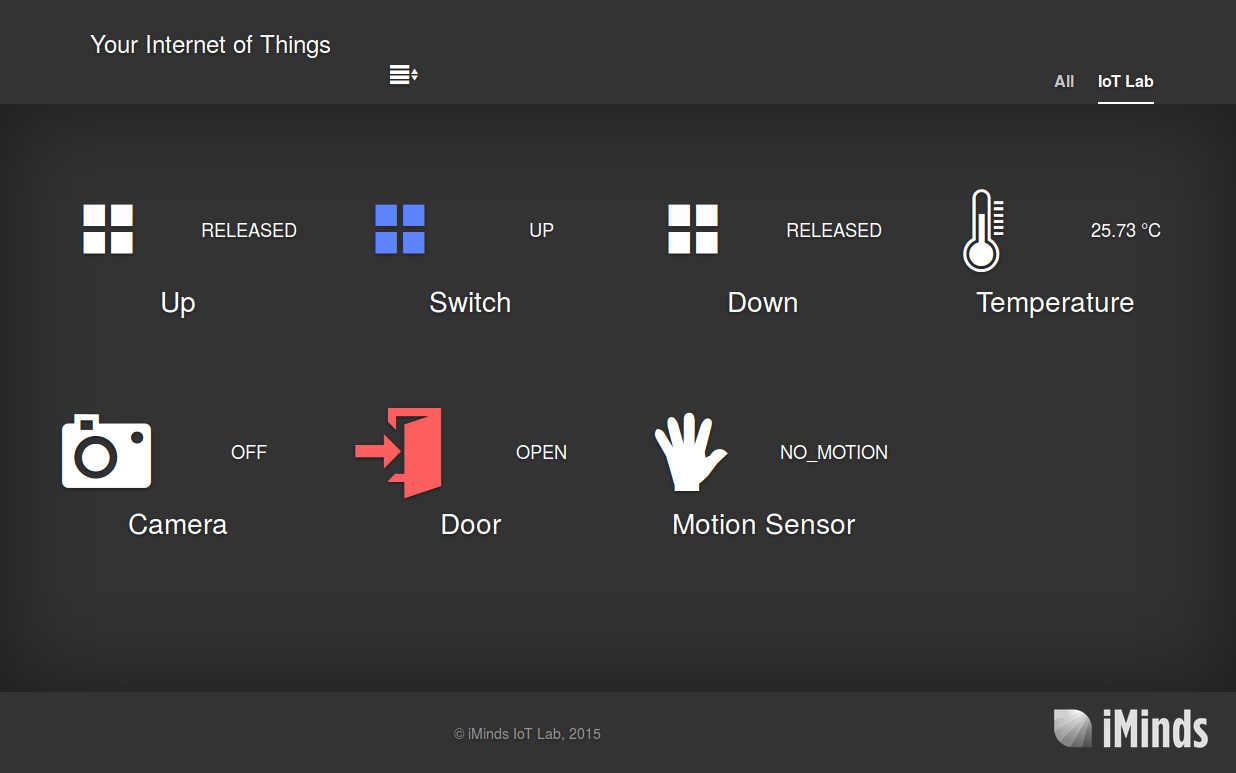 Your Internet of Things
All IoT Lab
RELEASED UP RELEASED 25.73 °C
Up Switch Down Temperature
OFF OPEN NO_MOTION
Camera Door Motion Sensor
© iMinds IoT Lab, 2015
iMinds